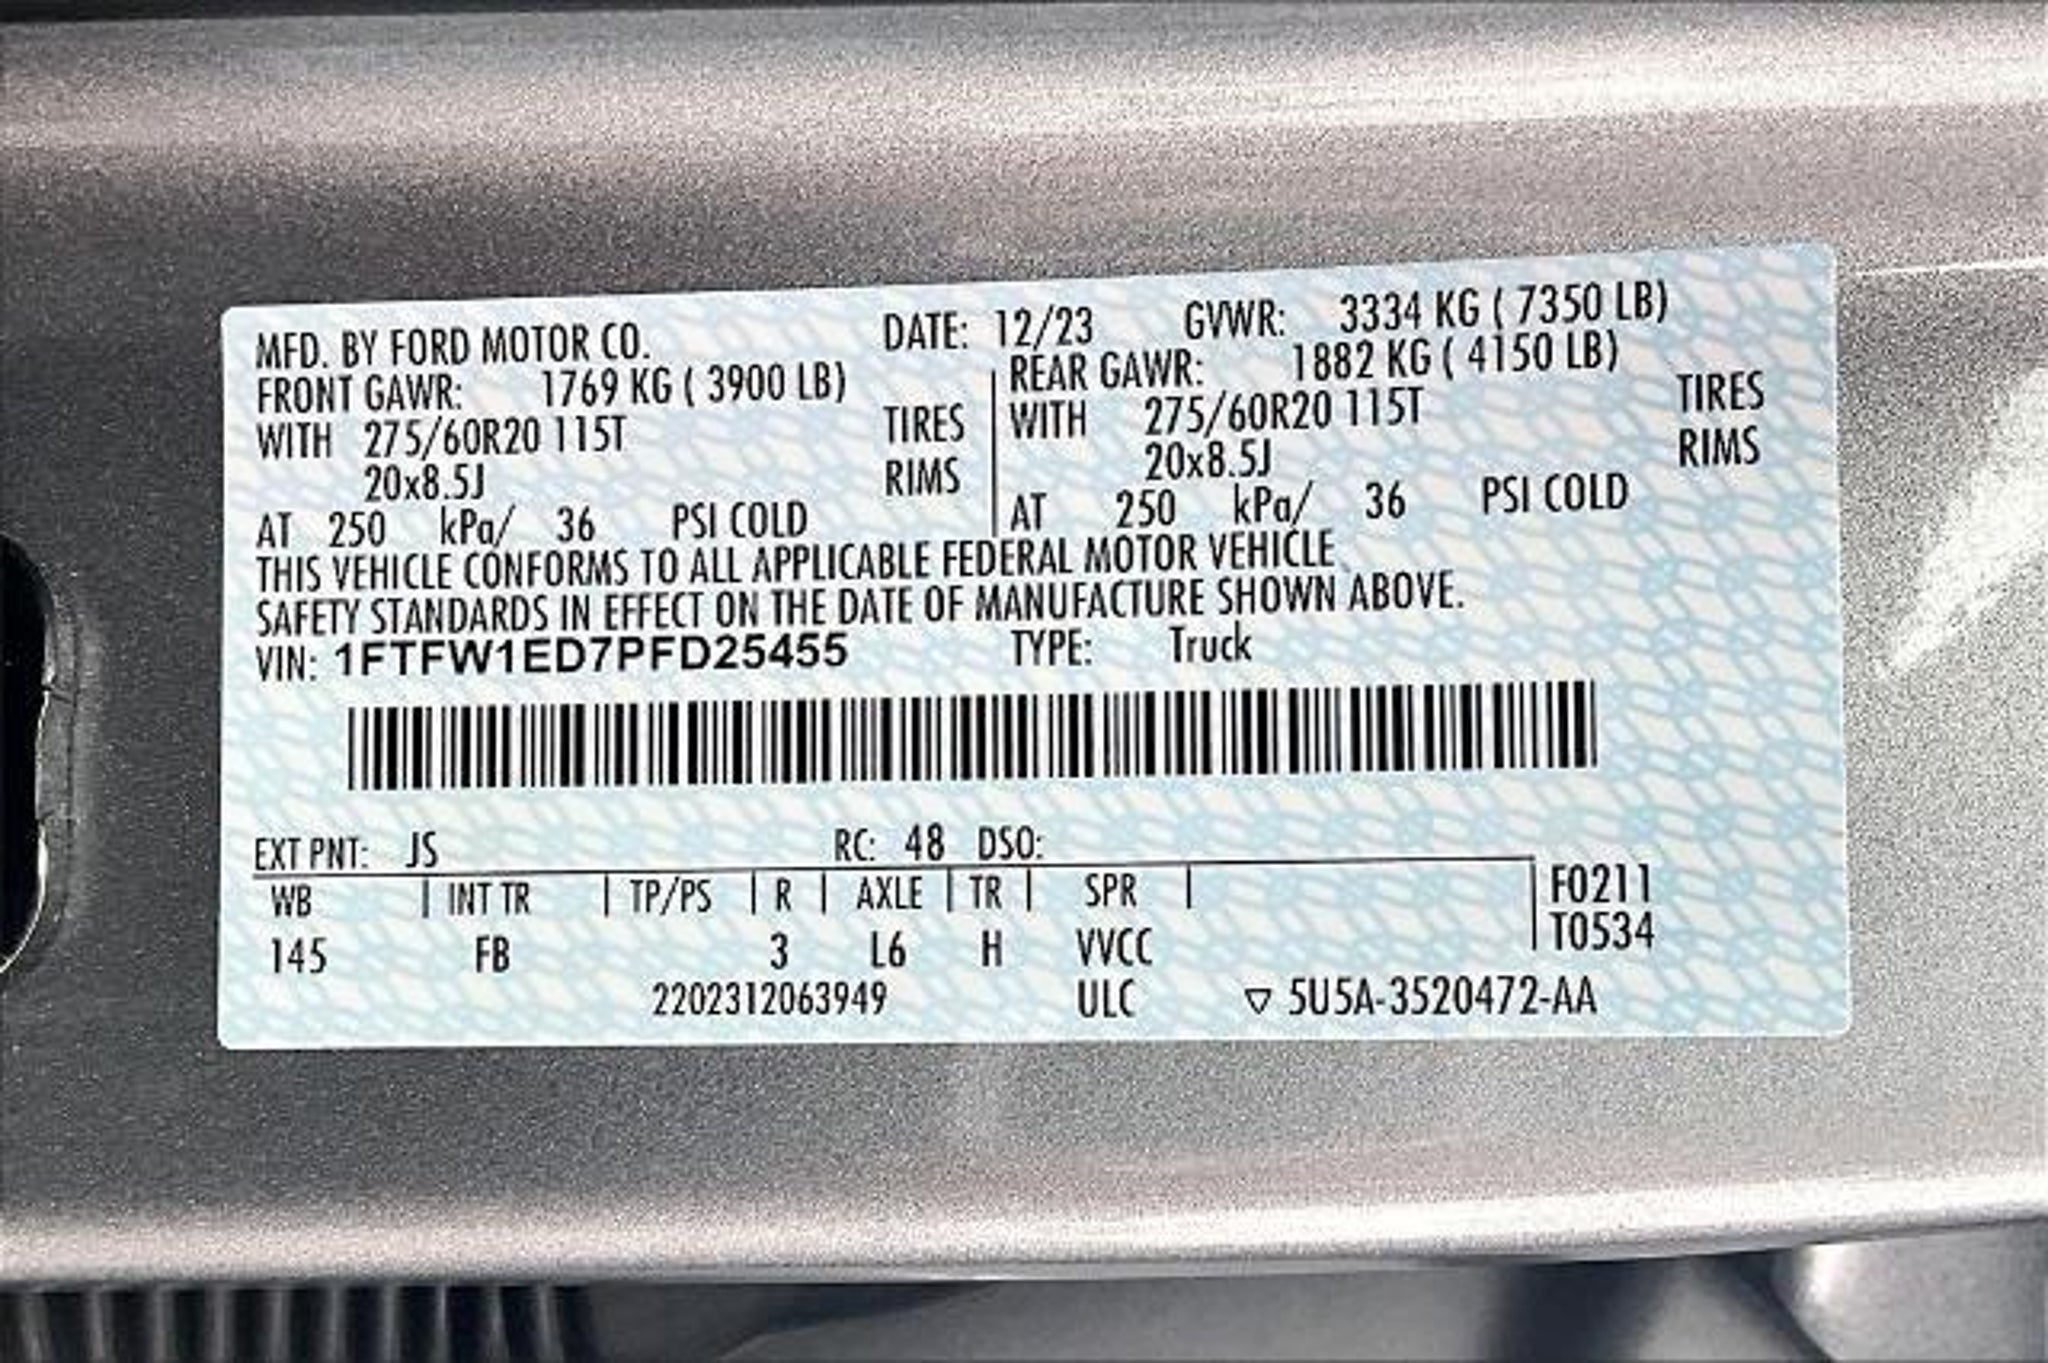 MFD. BY FORD MOTOR CO. DATE: 12/23 GVWR: 3334 KG ( 7350 LB)
FRONT GAWR: 1769 KG ( 3900 LB) REAR GAWR: 1882 KG ( 4150 LB)
WITH 275/60R20 115T TIRES WITH 275/60R20 115T TIRES
20x8.5J RIMS 20x8.5J RIMS
AT 250 kPa/ 36 PSI COLD AT 250 kPa/ 36 PSI COLD
THIS VEHICLE CONFORMS TO ALL APPLICABLE FEDERAL MOTOR VEHICLE
SAFETY STANDARDS IN EFFECT ON THE DATE OF MANUFACTURE SHOWN ABOVE.
VIN: 1FTFW1ED7PFD25455 TYPE: Truck
EXT PNT: JS RC: 48 DSO:
WB INT TR TP/PS R AXLE TR SPR F0211
145 FB 3 L6 H VVCC T0534
2202312063949 ULC ▽ 5U5A-3520472-AA